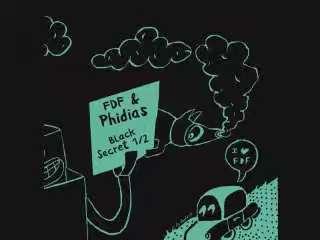 FDF &
Phidias
Black
Secret 1/2
I ♥
FDF